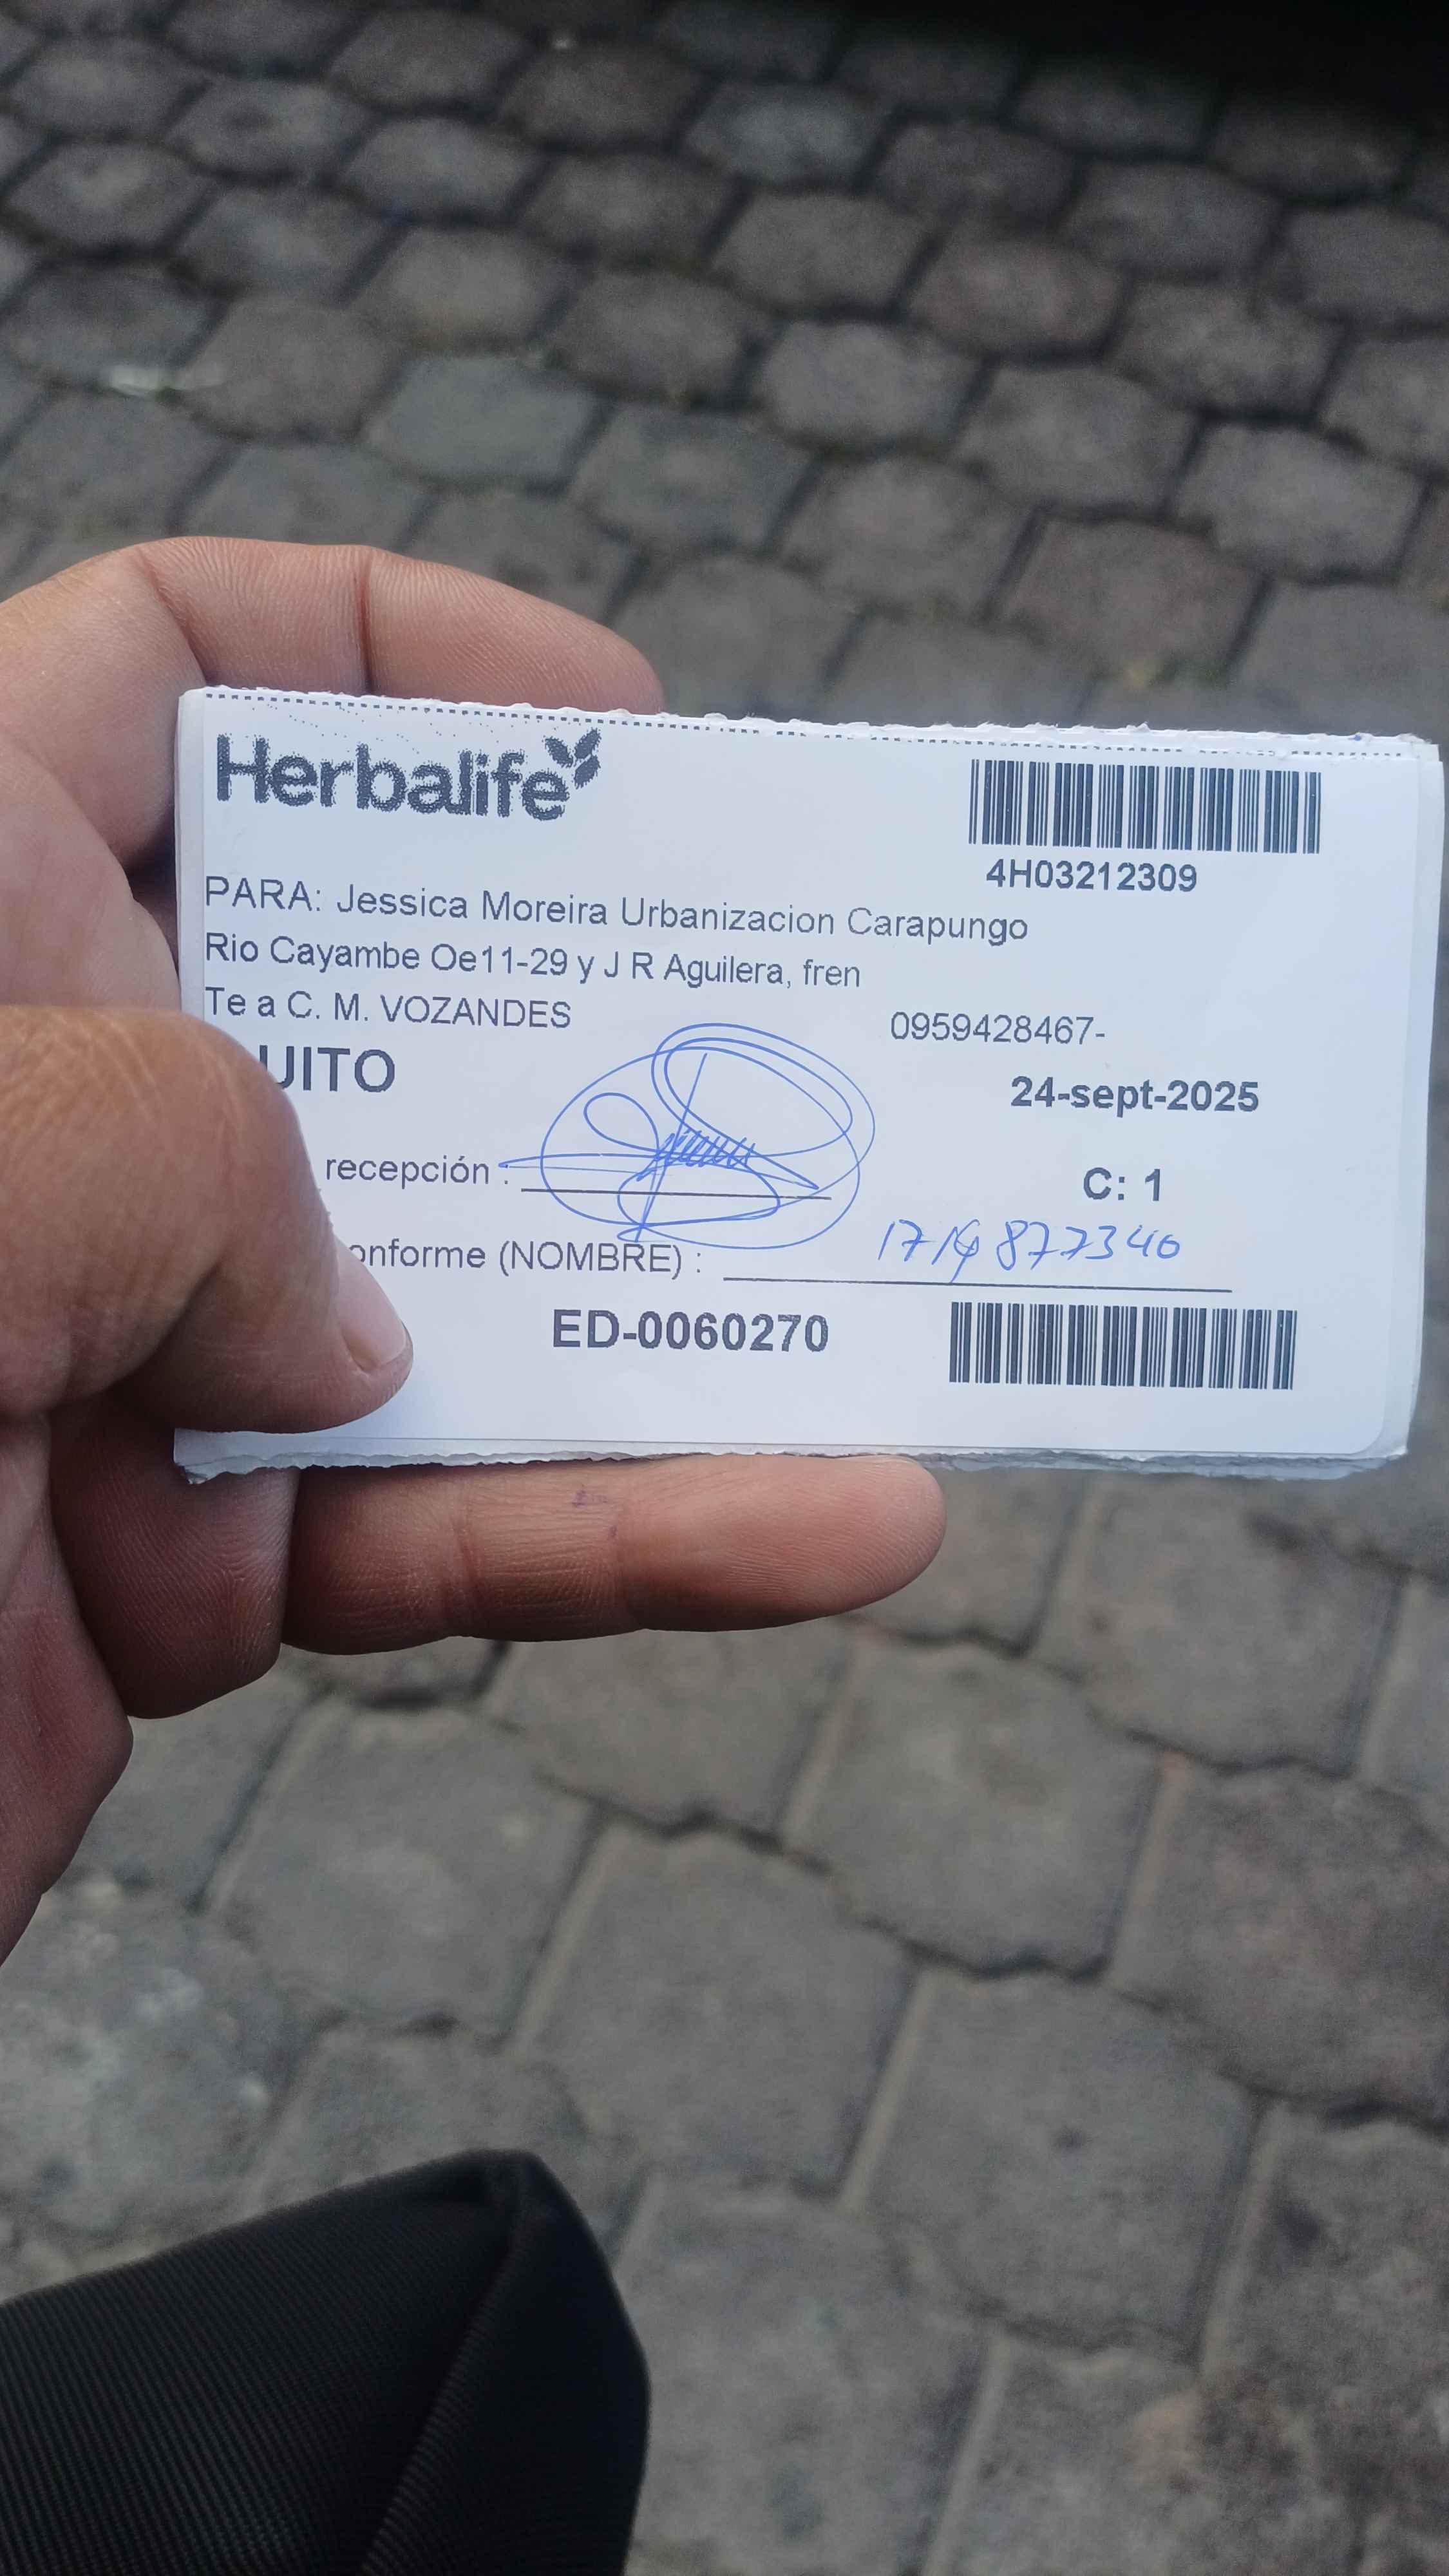 Herbalife
4H03212309
PARA: Jessica Moreira Urbanizacion Carapungo
Rio Cayambe Oe11-29 y J R Aguilera, fren
Te a C. M. VOZANDES
0959428467-
UITO
24-sept-2025
recepción :
C: 1
onforme (NOMBRE) :
ED-0060270